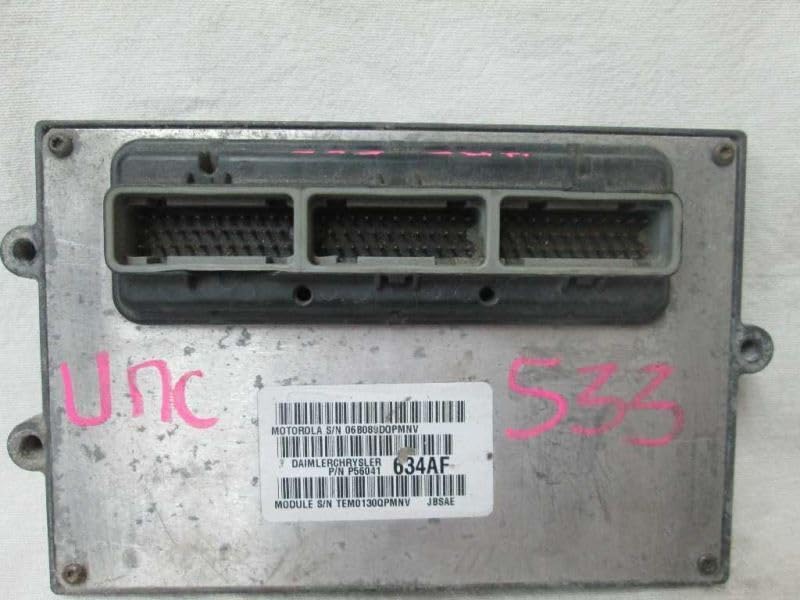 UNC
533
MOTOROLA S/N 06B089DQPMNV
DAIMLERCHRYSLER
P/N P56041 634AF
MODULE S/N TEM0130QPMNV JBSAE